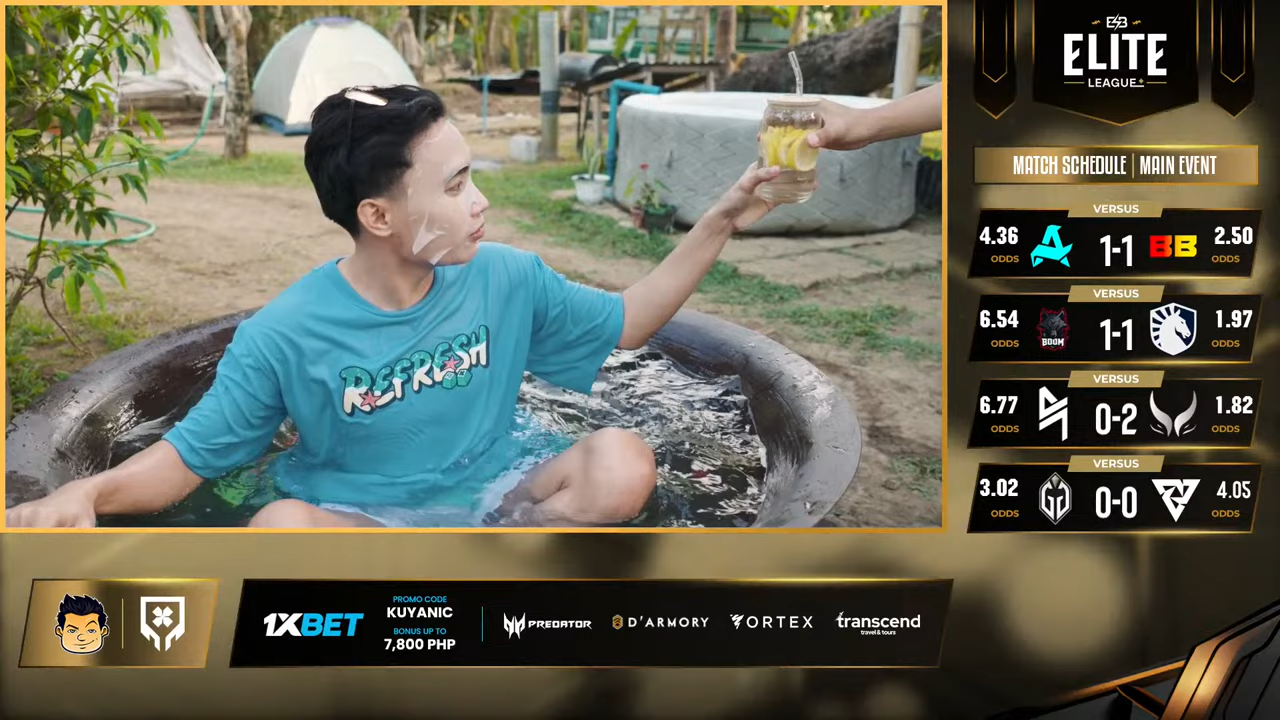 REFRESH
ESB
ELITE
LEAGUE
MATCH SCHEDULE | MAIN EVENT
VERSUS
4.36 1-1 BB 2.50
ODDS ODDS
VERSUS
6.54 BOOM 1-1 1.97
ODDS ODDS
VERSUS
6.77 0-2 1.82
ODDS ODDS
VERSUS
3.02 GG 0-0 4.05
ODDS ODDS
1XBET
PROMO CODE
KUYANIC
BONUS UP TO
7,800 PHP
PREDATOR
D'ARMORY
VORTEX
transcend
travel & tours